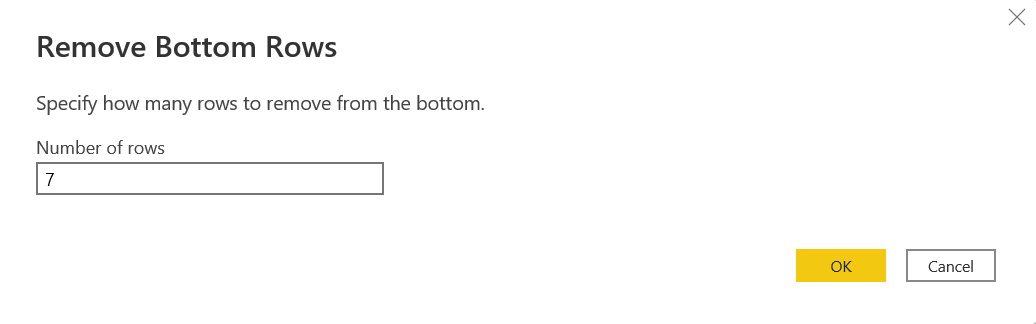 Remove Bottom Rows
Specify how many rows to remove from the bottom.
Number of rows
7
OK
Cancel